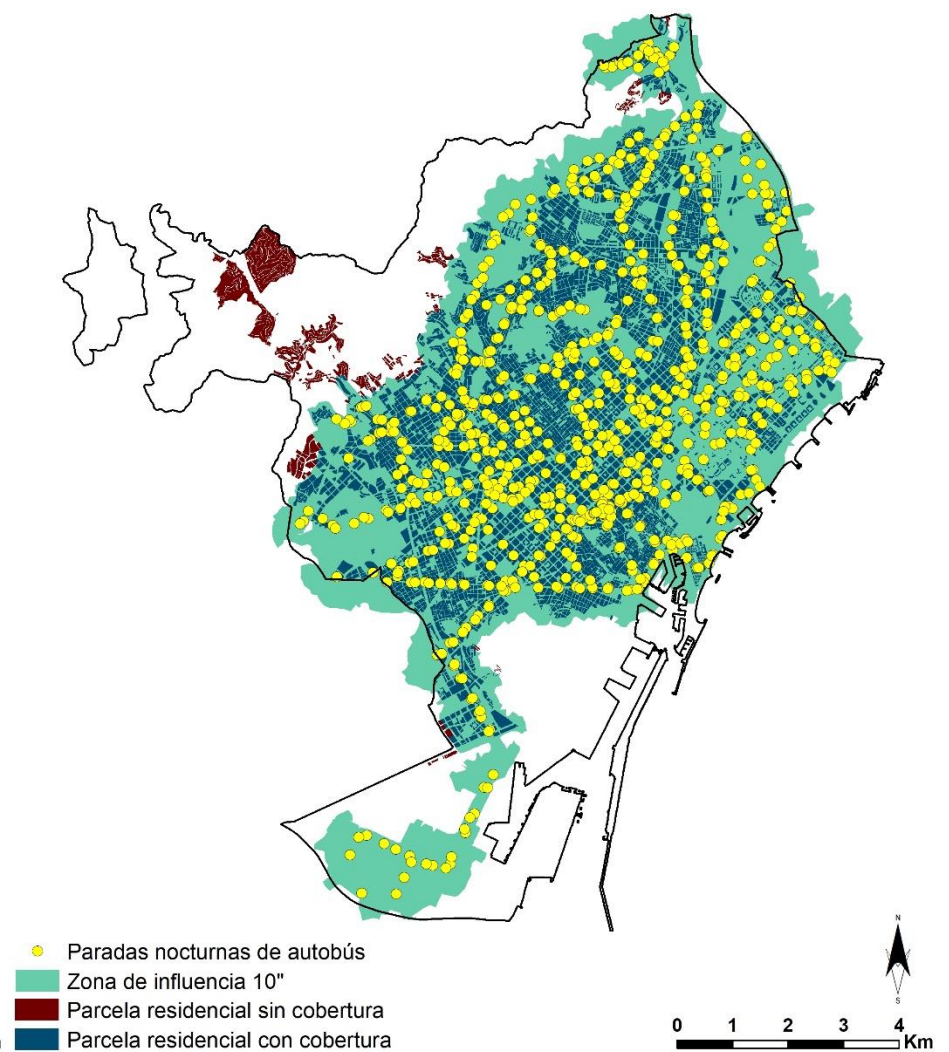 N
S
Paradas nocturnas de autobús
Zona de influencia 10"
Parcela residencial sin cobertura
Parcela residencial con cobertura
0 1 2 3 4
Km